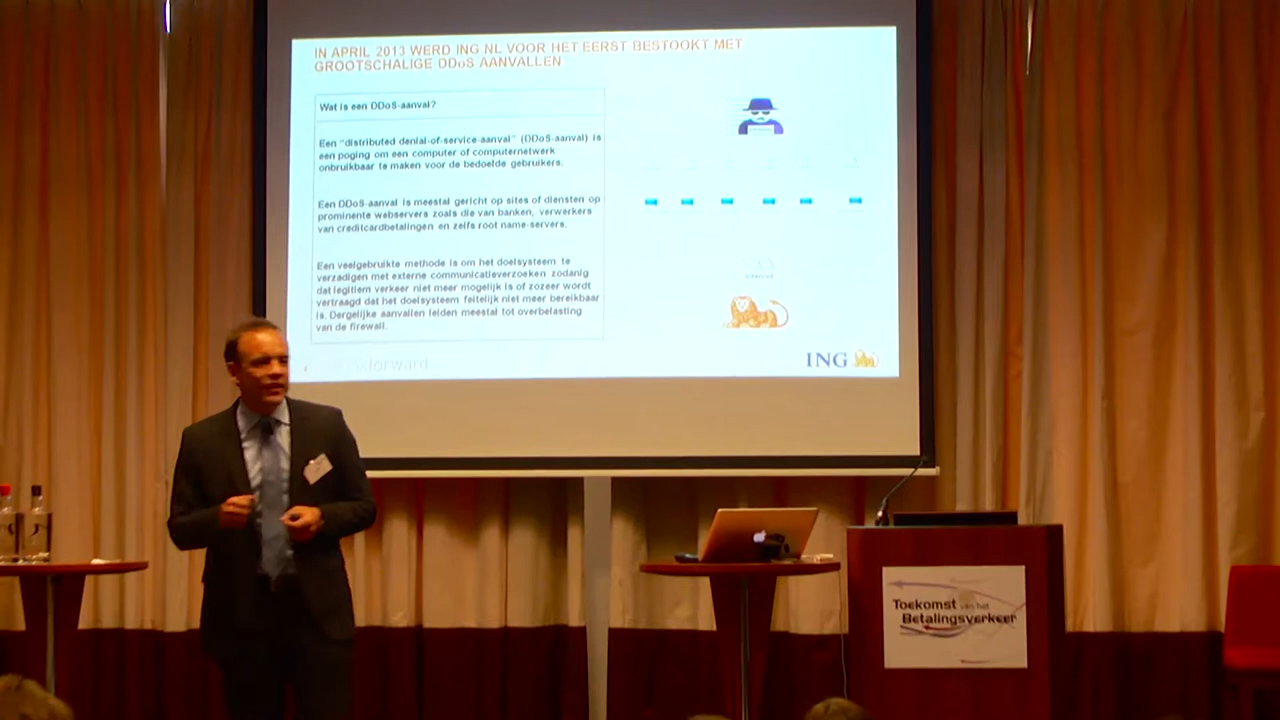 IN APRIL 2013 WERD ING NL VOOR HET EERST BESTOOKT MET
GROOTSCHALIGE DDoS AANVALLEN
Wat is een DDoS-aanval?
Een "distributed denial-of-service-aanval" (DDoS-aanval) is
een poging om een computer of computernetwerk
onbruikbaar te maken voor de bedoelde gebruikers.
Een DDoS-aanval is meestal gericht op sites of diensten op
prominente webservers zoals die van banken, verwerkers
van creditcardbetalingen en zelfs root name-servers.
Een veelgebruikte methode is om het doelsysteem te
verzadigen met externe communicatieverzoeken zodanig
dat legitiem verkeer niet meer mogelijk is of zozeer wordt
vertraagd dat het doelsysteem feitelijk niet meer bereikbaar
is. Dergelijke aanvallen leiden meestal tot overbelasting
van de firewall.
forward
ING
Toekomst van het
Betalingsverkeer